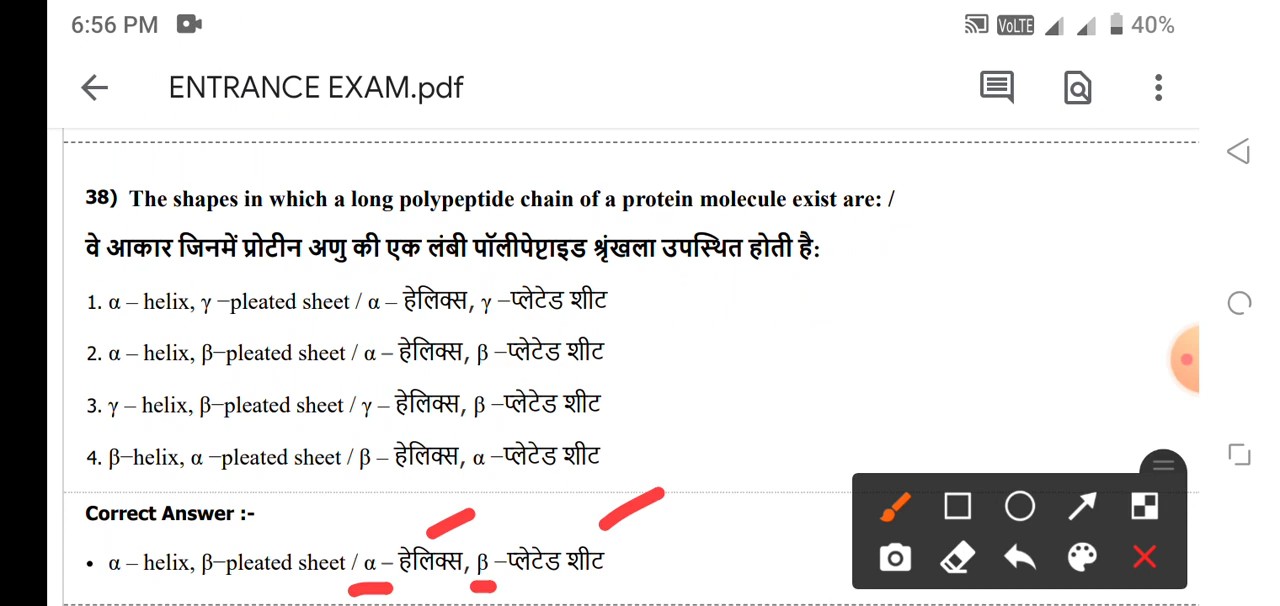 6:56 PM VoLTE 40%
ENTRANCE EXAM.pdf
38) The shapes in which a long polypeptide chain of a protein molecule exist are: /
वे आकार जिनमें प्रोटीन अणु की एक लंबी पॉलीपेप्टाइड श्रृंखला उपस्थित होती है:
1. α – helix, γ –pleated sheet / α – हेलिक्स, γ –प्लेटेड शीट
2. α – helix, β–pleated sheet / α – हेलिक्स, β –प्लेटेड शीट
3. γ – helix, β–pleated sheet / γ – हेलिक्स, β –प्लेटेड शीट
4. β–helix, α –pleated sheet / β – हेलिक्स, α –प्लेटेड शीट
Correct Answer :-
• α – helix, β–pleated sheet / α – हेलिक्स, β –प्लेटेड शीट